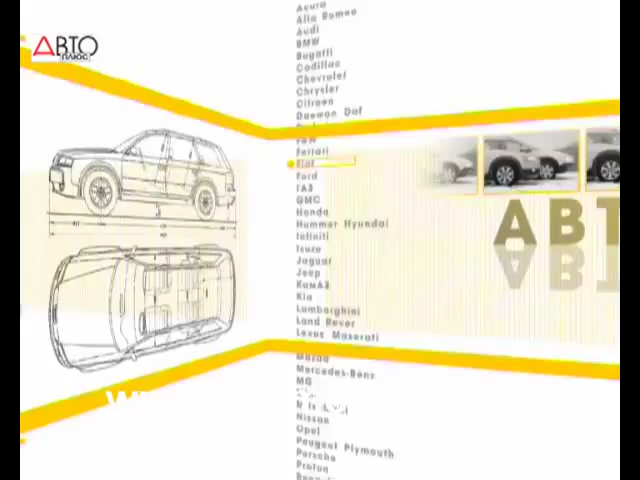 АВТО
ПЛЮС
Acura
Alfa Romeo
Audi
BMW
Bugatti
Cadillac
Chevrolet
Chrysler
Citroen
Daewoo Daf
Ferrari
Fiat
Ford
ГАЗ
GMC
Honda
Hummer Hyundai
Infiniti
Isuzu
Jaguar
Jeep
КамАЗ
Kia
Lamborghini
Land Rover
Lexus Maserati
Mazda
Mercedes-Benz
MG
Nissan
Opel
Peugeot Plymouth
Porsche
Proton
АВТ